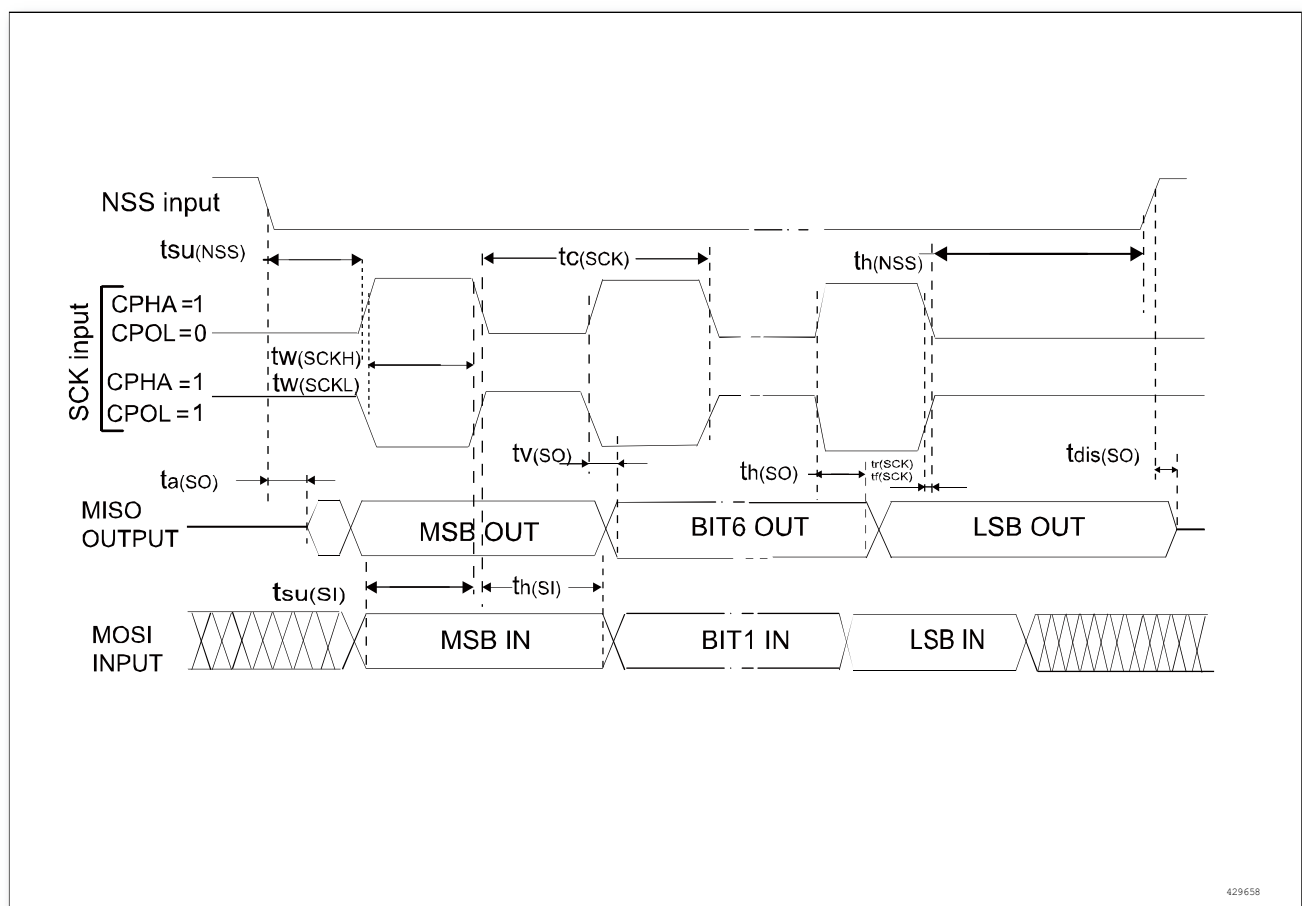 NSS input
tsu(NSS)
tc(SCK)
th(NSS)
SCK input
CPHA =1
CPOL=0
tw(SCKH)
CPHA =1
tw(SCKL)
CPOL =1
tv(SO)
th(SO)
tr(SCK)
tf(SCK)
tdis(SO)
ta(SO)
MISO
OUTPUT
MSB OUT
BIT6 OUT
LSB OUT
tsu(SI)
th(SI)
MOSI
INPUT
MSB IN
BIT1 IN
LSB IN
429658